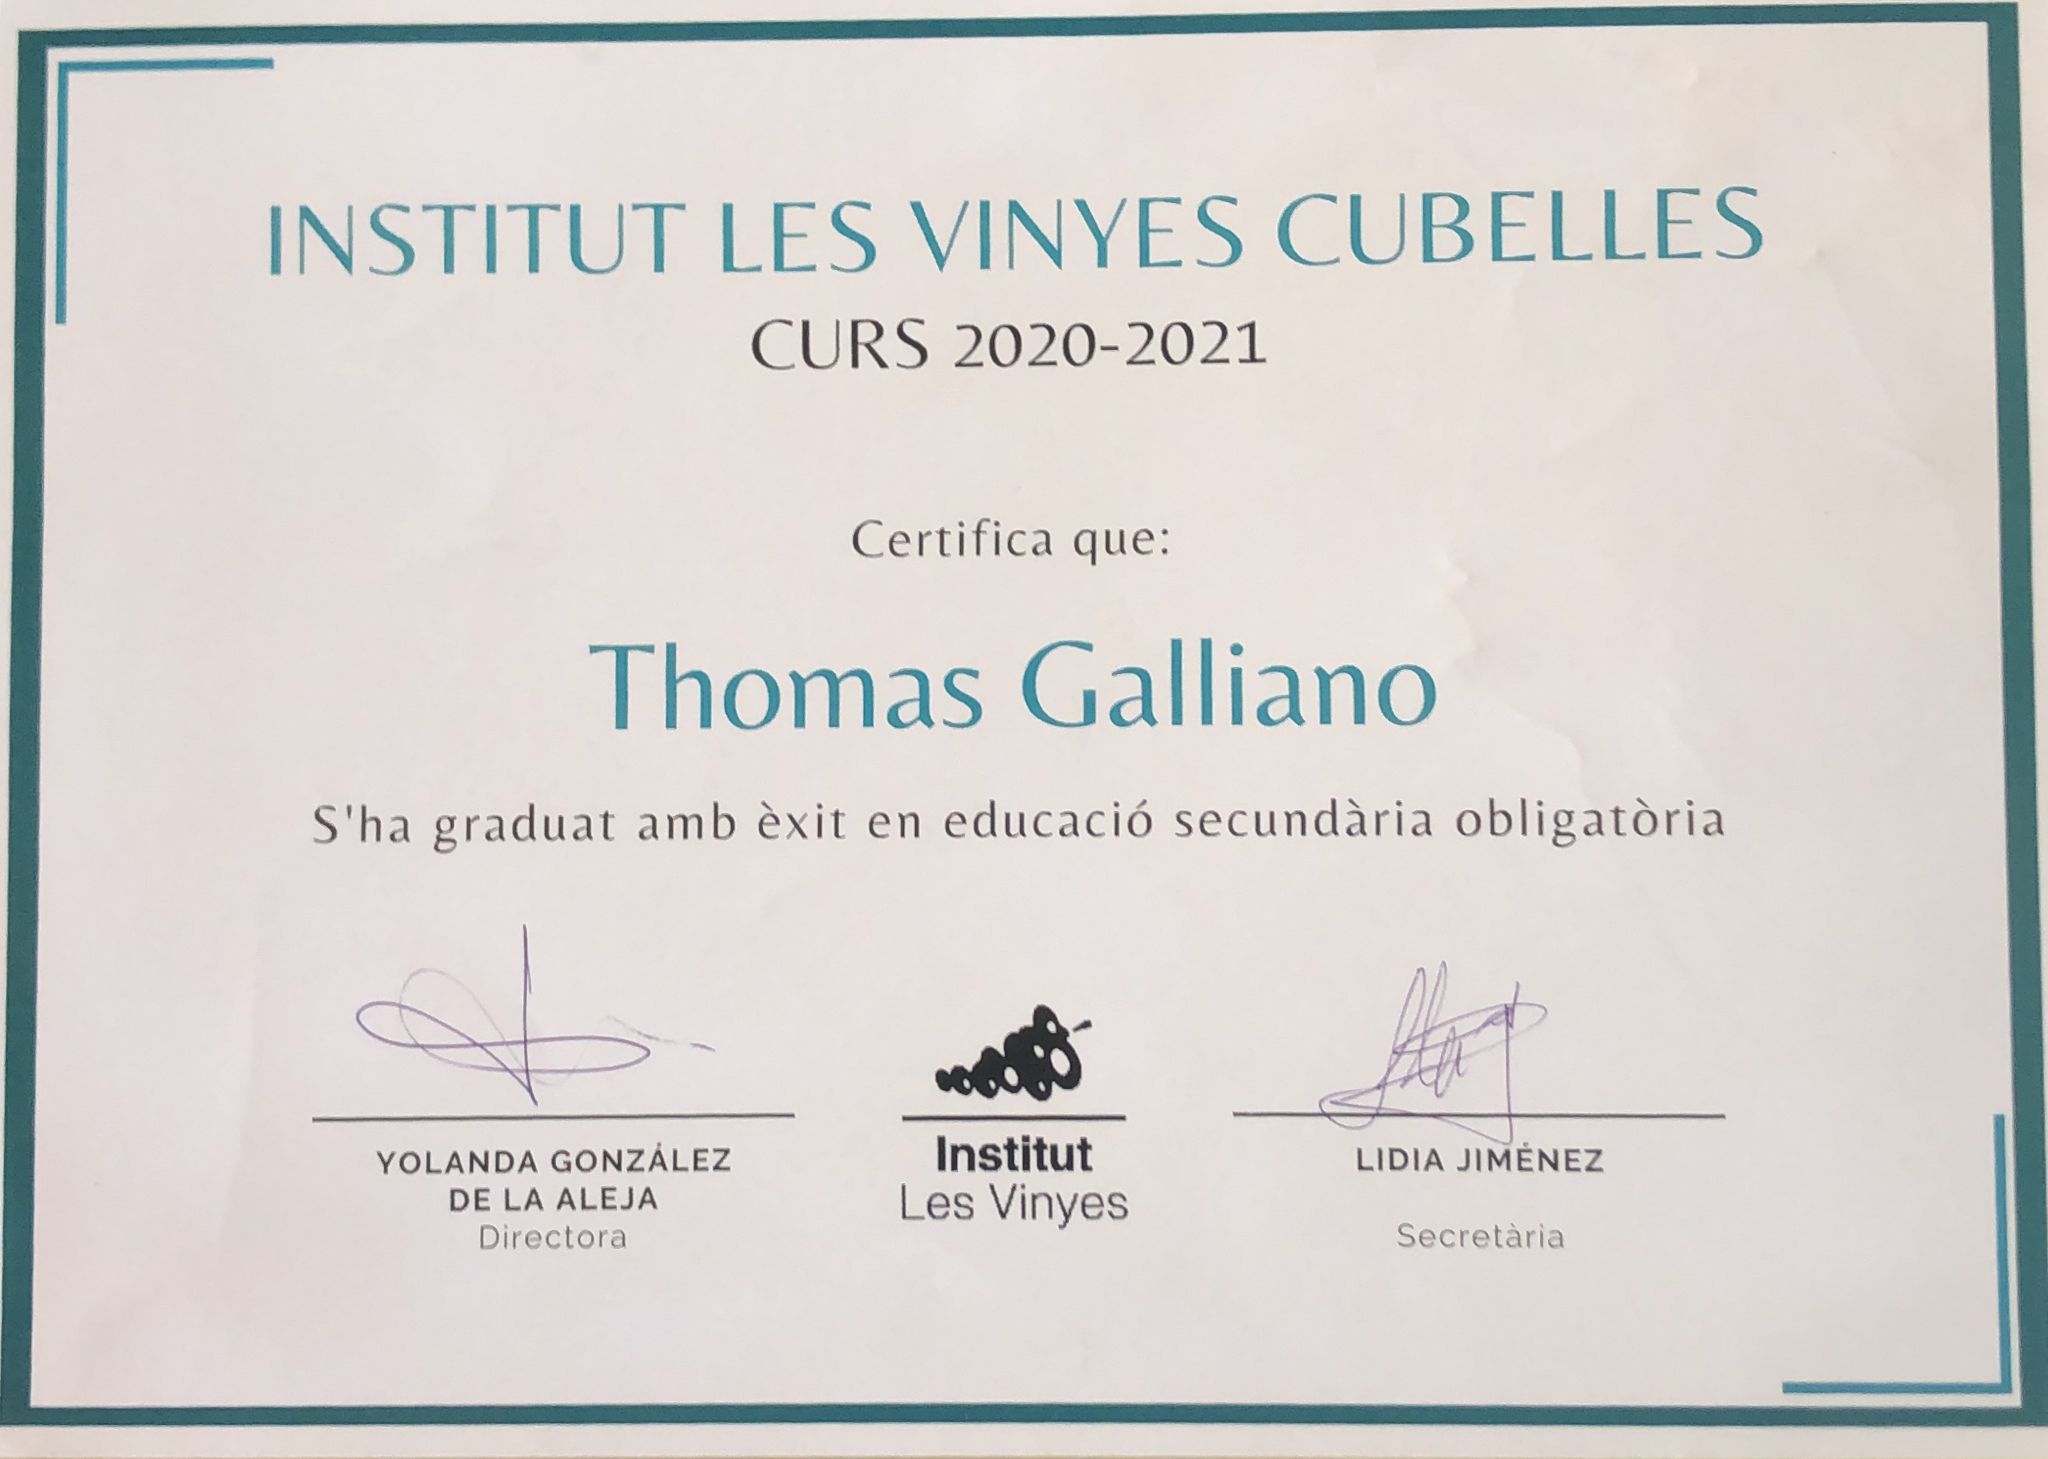 INSTITUT LES VINYES CUBELLES
CURS 2020-2021
Certifica que:
Thomas Galliano
S'ha graduat amb èxit en educació secundària obligatòria
YOLANDA GONZÁLEZ
DE LA ALEJA
Directora
Institut
Les Vinyes
LIDIA JIMÉNEZ
Secretària